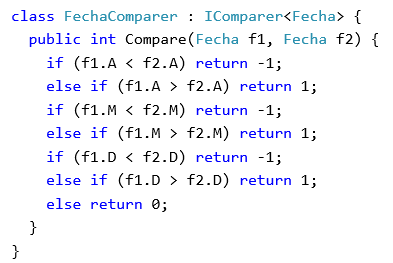 class FechaComparer : IComparer<Fecha> {
  public int Compare(Fecha f1, Fecha f2) {
    if (f1.A < f2.A) return -1;
    else if (f1.A > f2.A) return 1;
    if (f1.M < f2.M) return -1;
    else if (f1.M > f2.M) return 1;
    if (f1.D < f2.D) return -1;
    else if (f1.D > f2.D) return 1;
    else return 0;
  }
}